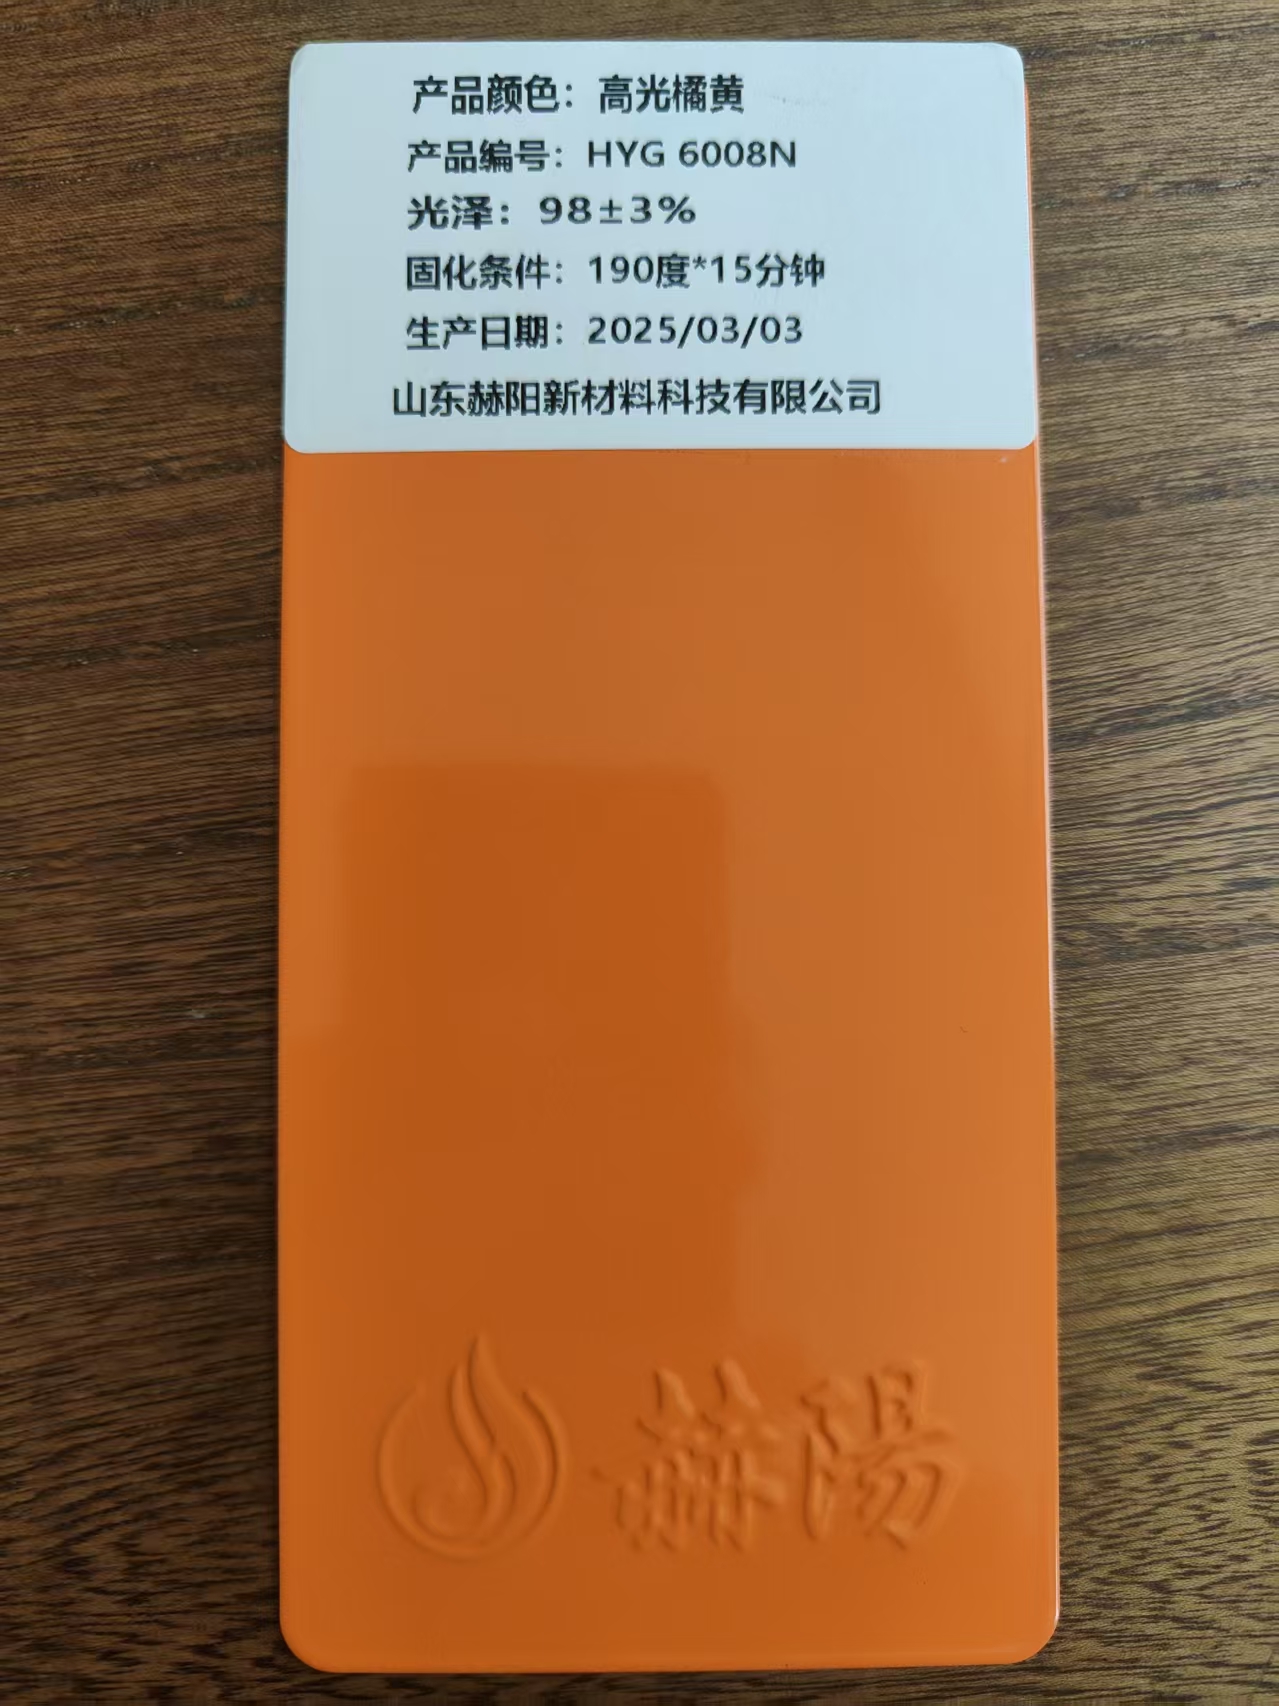 产品颜色：高光橘黄
产品编号：HYG 6008N
光泽：98±3%
固化条件：190度*15分钟
生产日期：2025/03/03
山东赫阳新材料科技有限公司
赫陽